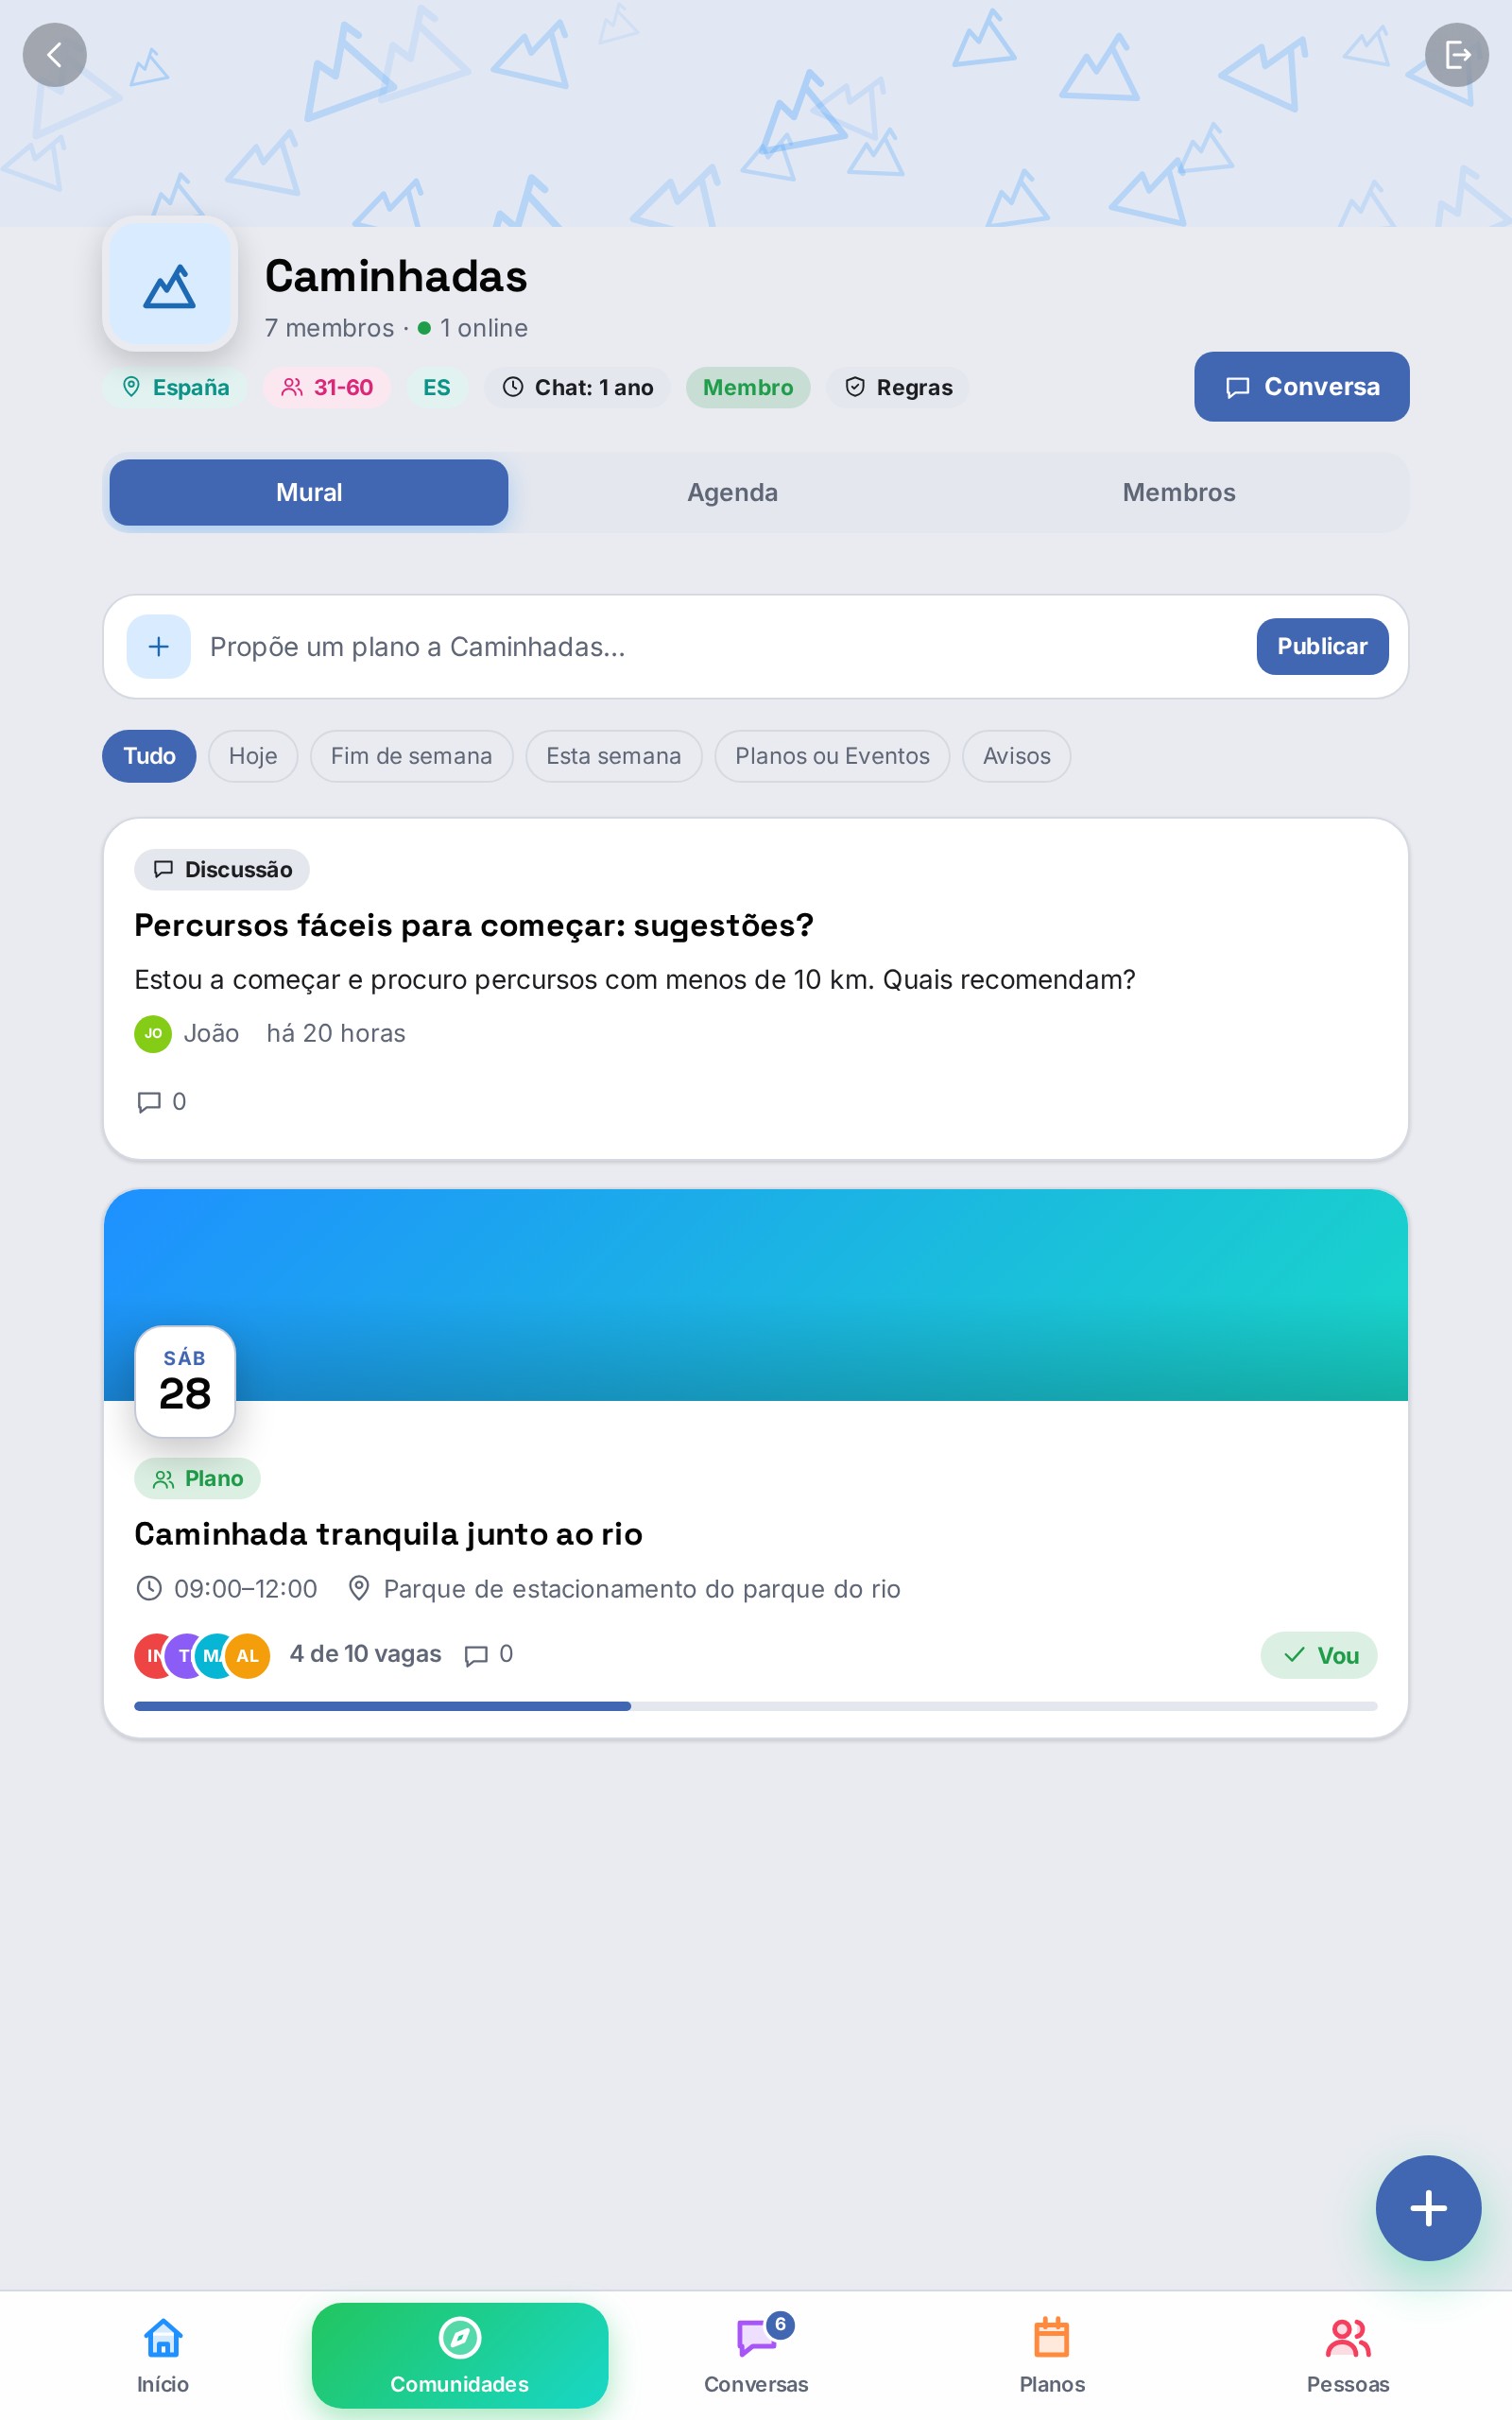 Caminhadas
7 membros · 1 online
España 31-60 ES Chat: 1 ano Membro Regras
Conversa
Mural Agenda Membros
Propõe um plano a Caminhadas... Publicar
Tudo Hoje Fim de semana Esta semana Planos ou Eventos Avisos
Discussão
Percursos fáceis para começar: sugestões?
Estou a começar e procuro percursos com menos de 10 km. Quais recomendam?
JO João há 20 horas
0
SÁB
28
Plano
Caminhada tranquila junto ao rio
09:00–12:00 Parque de estacionamento do parque do rio
AL 4 de 10 vagas 0 Vou
6
Início Comunidades Conversas Planos Pessoas